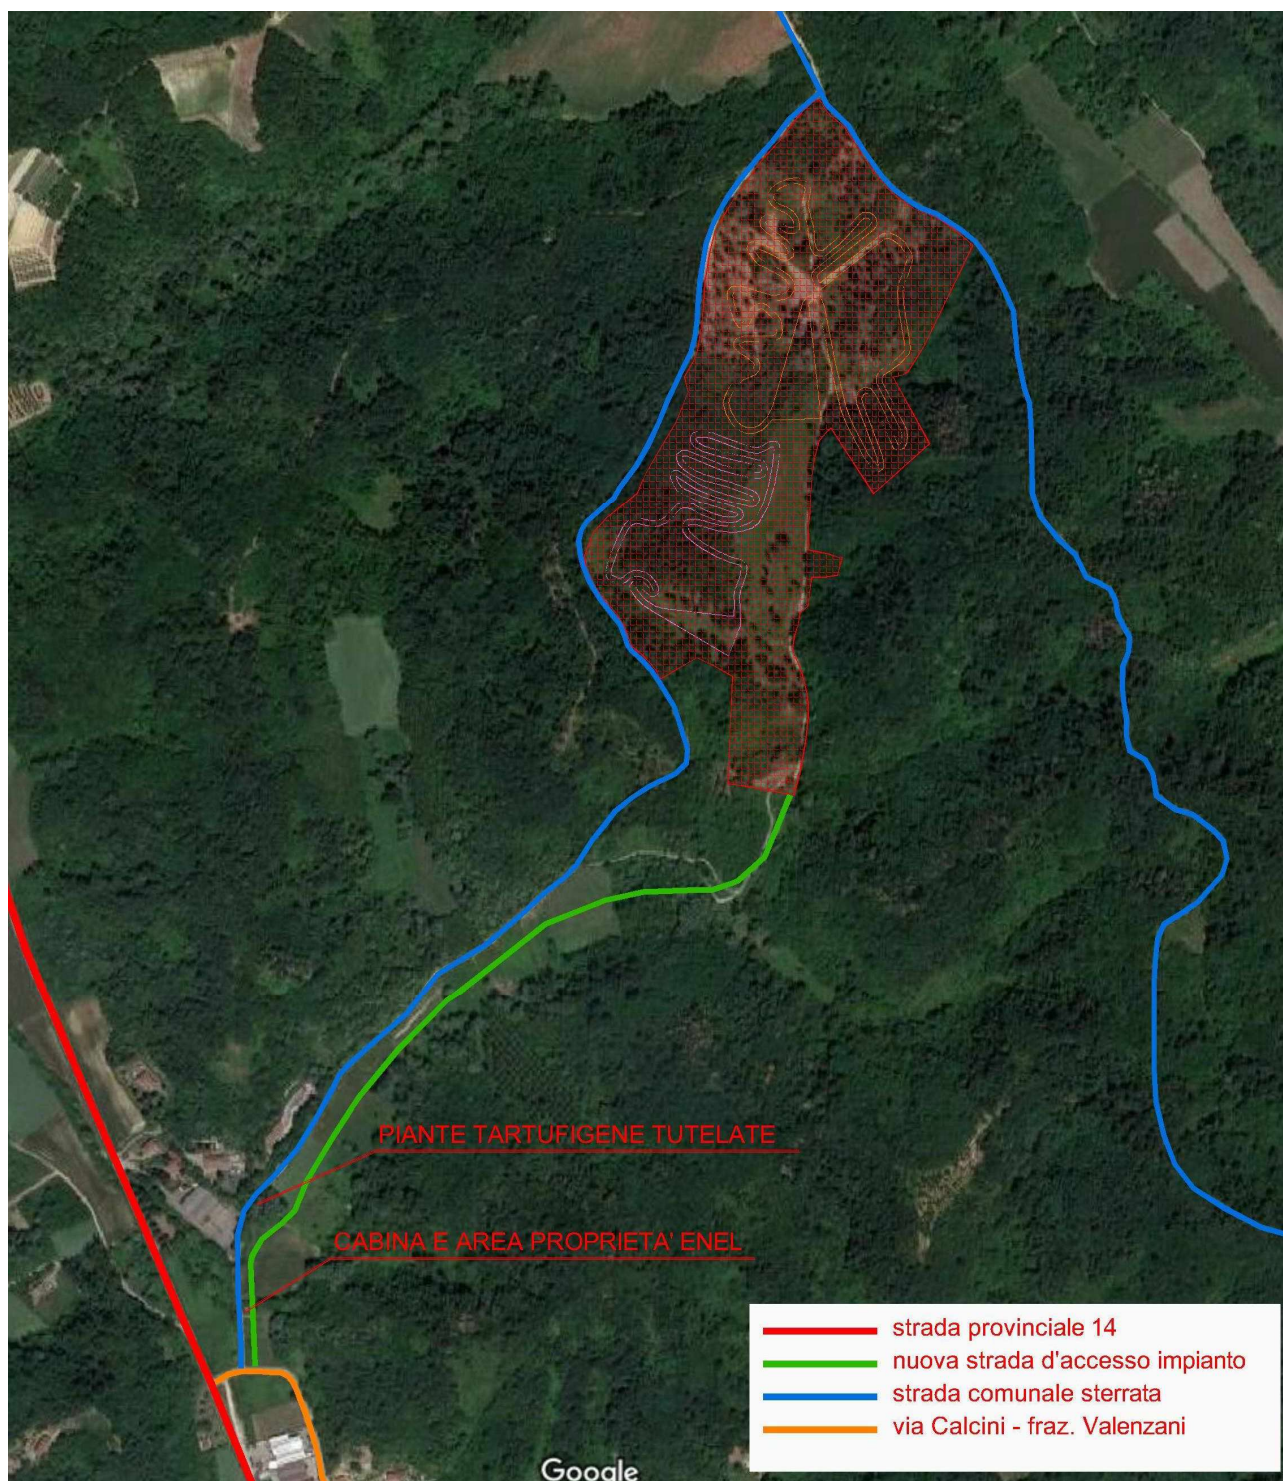 PIANTE TARTUFIGENE TUTELATE
CABINA E AREA PROPRIETA' ENEL
strada provinciale 14
nuova strada d'accesso impianto
strada comunale sterrata
via Calcini - fraz. Valenzani
Google